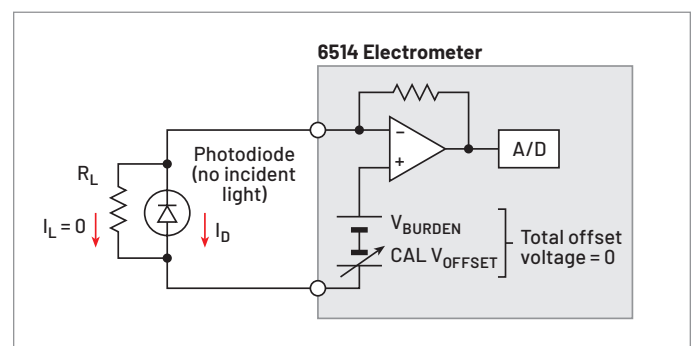 6514 Electrometer
Photodiode
(no incident
light)
R_L
I_L = 0
I_D
−
+
A/D
V_BURDEN
CAL V_OFFSET
Total offset
voltage = 0